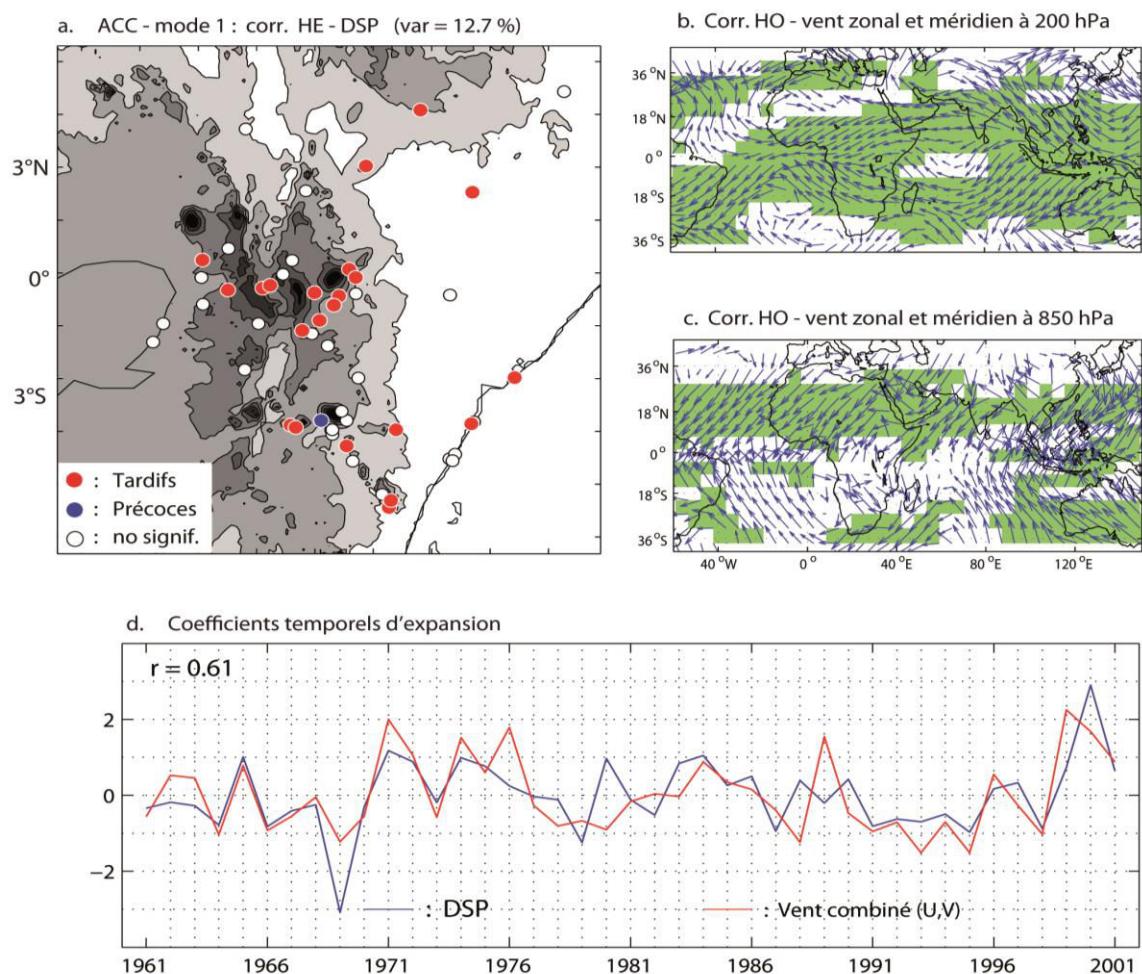 a. ACC - mode 1 : corr. HE - DSP (var = 12.7 %)
3°N
0°
3°S
: Tardifs
: Précoces
: no signif.
b. Corr. HO - vent zonal et méridien à 200 hPa
36 °N
18 °N
0 °
18 °S
36 °S
c. Corr. HO - vent zonal et méridien à 850 hPa
36 °N
18 °N
0 °
18 °S
36 °S
40 °W 0 ° 40 °E 80 °E 120 °E
d. Coefficients temporels d'expansion
r = 0.61
2
0
−2
: DSP : Vent combiné (U,V)
1961 1966 1971 1976 1981 1986 1991 1996 2001